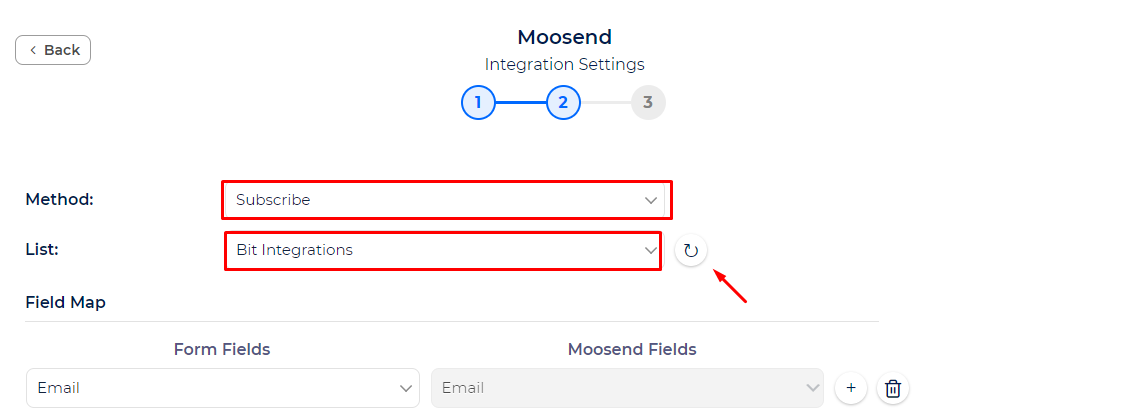 Back
Moosend
Integration Settings
1 2 3
Method: Subscribe
List: Bit Integrations
Field Map
Form Fields Moosend Fields
Email Email +